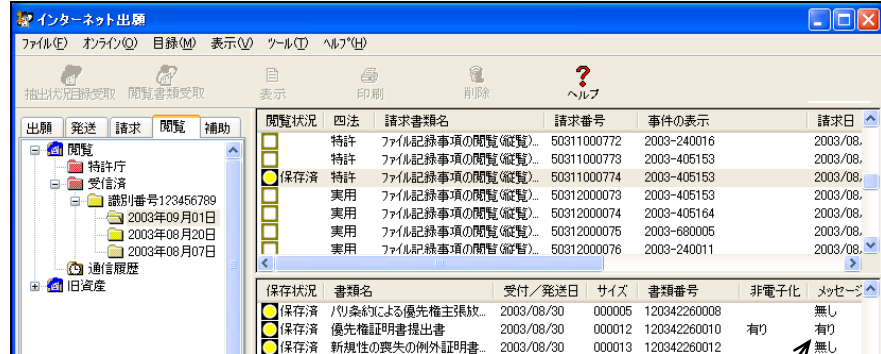 インターネット出願
ファイル(F) オンライン(O) 目録(M) 表示(V) ツール(T) ヘルプ(H)
抽出状況目録受取 閲覧書類受取 表示 印刷 削除 ヘルプ
出願 発送 請求 閲覧 補助
閲覧
特許庁
受信済
識別番号123456789
2003年09月01日
2003年08月20日
2003年08月07日
通信履歴
旧資産
閲覧状況 四法 請求書類名 請求番号 事件の表示 請求日
特許 ファイル記録事項の閲覧(縦覧)... 50311000772 2003-240016 2003/08/
特許 ファイル記録事項の閲覧(縦覧)... 50311000773 2003-405153 2003/08/
保存済 特許 ファイル記録事項の閲覧(縦覧)... 50311000774 2003-405153 2003/08/
実用 ファイル記録事項の閲覧(縦覧)... 50312000073 2003-405153 2003/08/
実用 ファイル記録事項の閲覧(縦覧)... 50312000074 2003-405164 2003/08/
実用 ファイル記録事項の閲覧(縦覧)... 50312000075 2003-680005 2003/08/
実用 ファイル記録事項の閲覧(縦覧)... 50312000076 2003-240011 2003/08/
保存状況 書類名 受付/発送日 サイズ 書類番号 非電子化 メッセージ
保存済 パリ条約による優先権主張放... 2003/08/30 000005 120342260008 無し
保存済 優先権証明書提出書 2003/08/30 000012 120342260010 有り 有り
保存済 新規性の喪失の例外証明書... 2003/08/30 000013 120342260012 無し